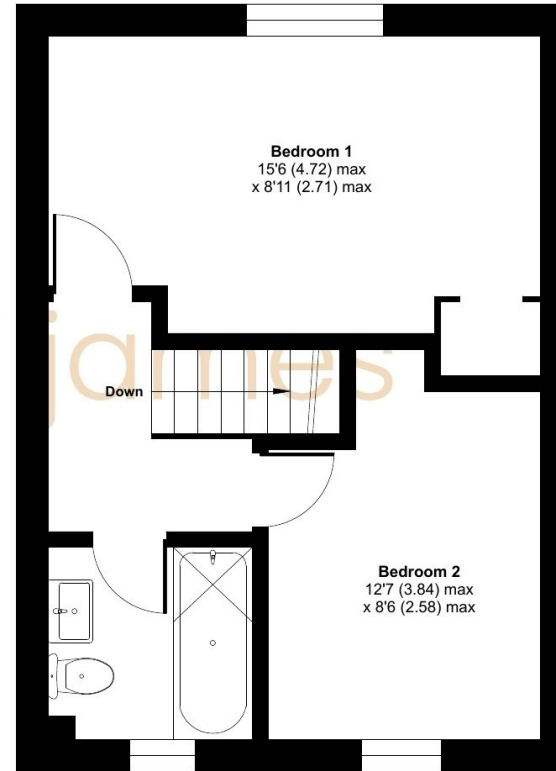 Bedroom 1
15'6 (4.72) max
x 8'11 (2.71) max
james
Down
Bedroom 2
12'7 (3.84) max
x 8'6 (2.58) max